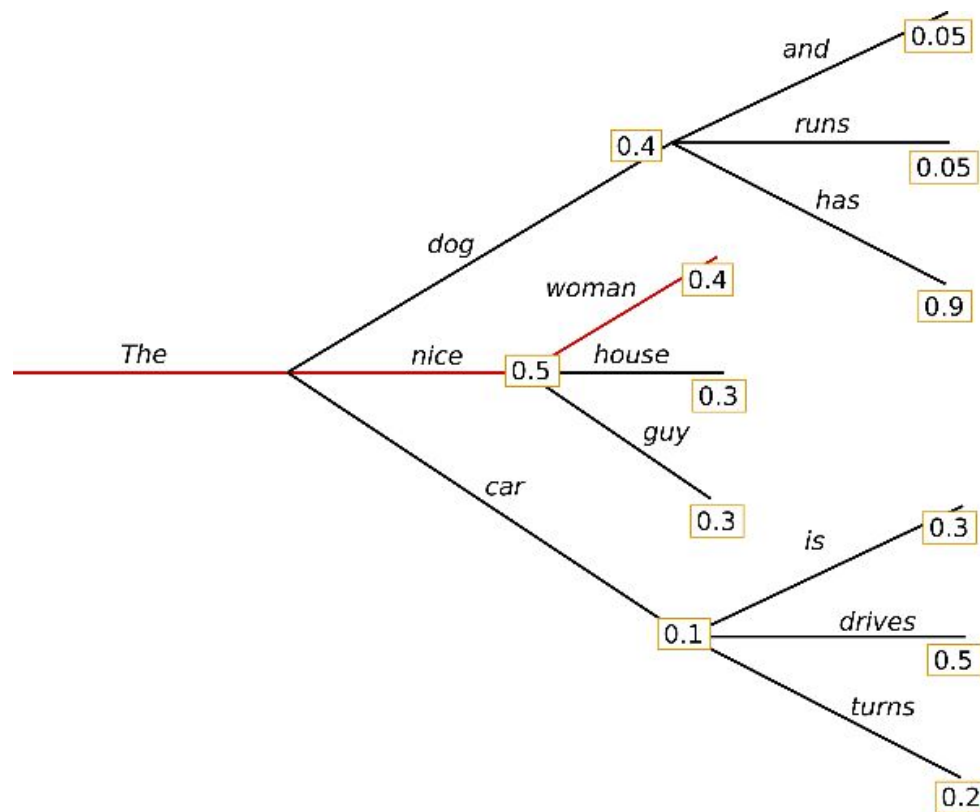 0.05
and
runs
0.4
0.05
has
dog
woman
0.4
0.9
The
nice
0.5
house
0.3
guy
car
0.3
0.3
is
drives
0.1
0.5
turns
0.2